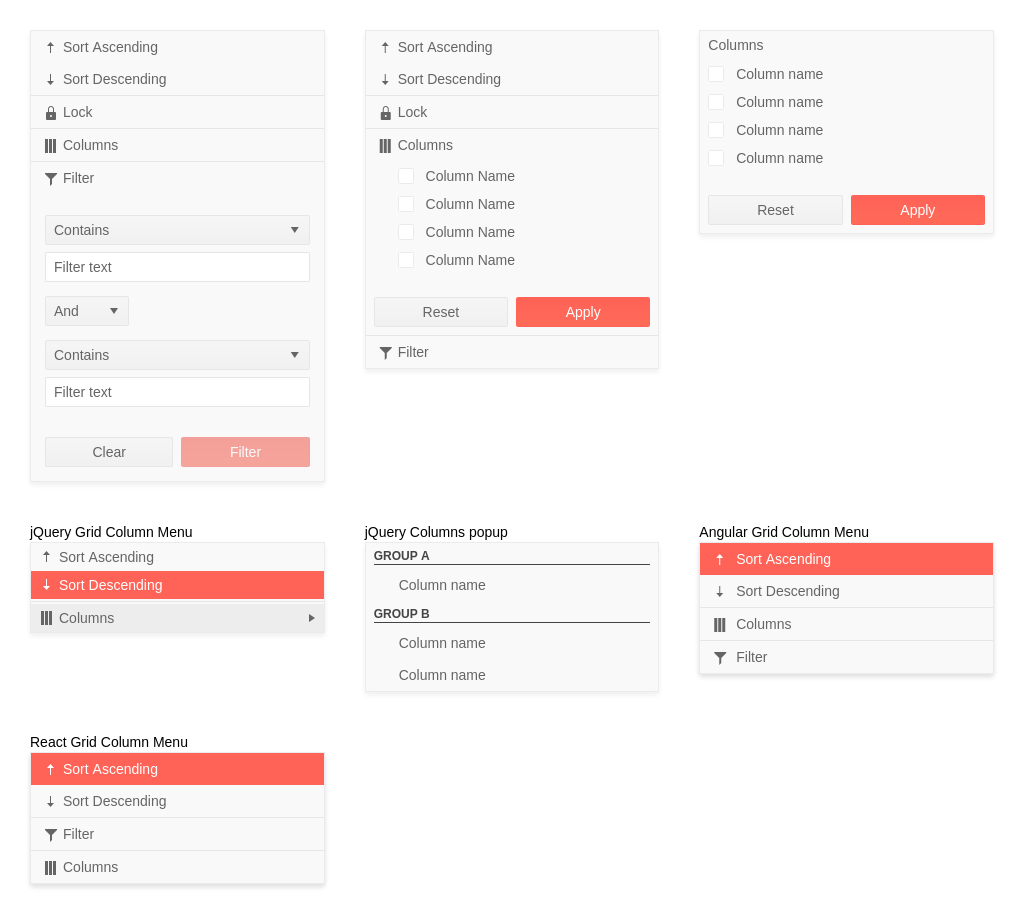 Sort Ascending
Sort Descending
Lock
Columns
Filter
Contains
Filter text
And
Contains
Filter text
Clear
Filter
Sort Ascending
Sort Descending
Lock
Columns
Column Name
Column Name
Column Name
Column Name
Reset
Apply
Filter
Columns
Column name
Column name
Column name
Column name
Reset
Apply
jQuery Grid Column Menu
Sort Ascending
Sort Descending
Columns
jQuery Columns popup
GROUP A
Column name
GROUP B
Column name
Column name
Angular Grid Column Menu
Sort Ascending
Sort Descending
Columns
Filter
React Grid Column Menu
Sort Ascending
Sort Descending
Filter
Columns